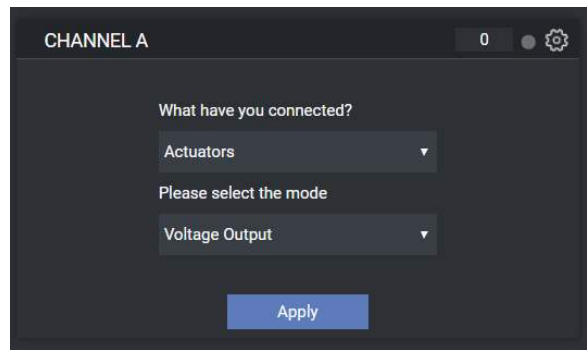 CHANNEL A 0
What have you connected?
Actuators
Please select the mode
Voltage Output
Apply